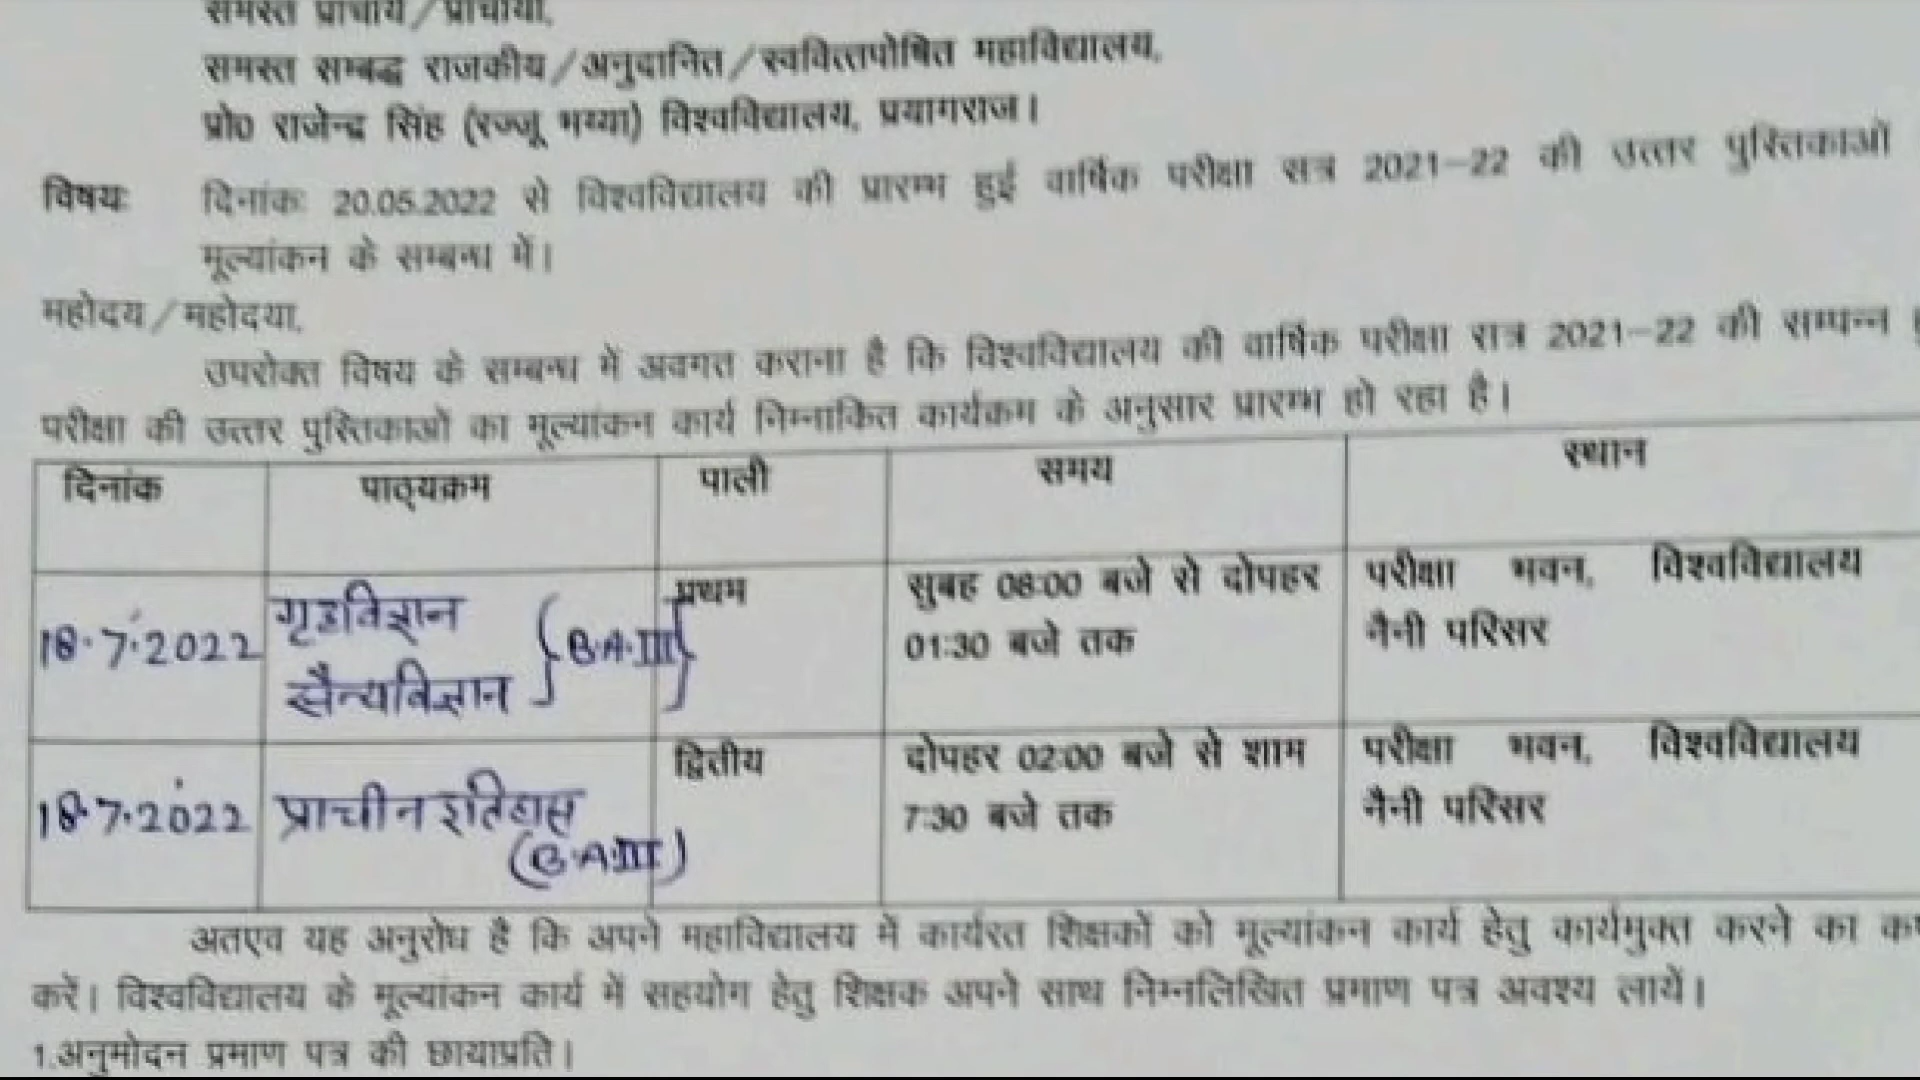 समस्त प्राचार्य/प्राचार्या,
समस्त सम्बद्ध राजकीय/अनुदानित/स्ववित्तपोषित महाविद्यालय,
प्रो0 राजेन्द्र सिंह (रज्जू भय्या) विश्वविद्यालय, प्रयागराज।
विषयः दिनांकः 20.05.2022 से विश्वविद्यालय की प्रारम्भ हुई वार्षिक परीक्षा सत्र 2021–22 की उत्तर पुस्तिकाओं
मूल्यांकन के सम्बन्ध में।
महोदय/महोदया,
उपरोक्त विषय के सम्बन्ध में अवगत कराना है कि विश्वविद्यालय की वार्षिक परीक्षा सत्र 2021–22 की सम्पन्न
परीक्षा की उत्तर पुस्तिकाओं का मूल्यांकन कार्य निम्नांकित कार्यक्रम के अनुसार प्रारम्भ हो रहा है।
दिनांक पाठ्यक्रम पाली समय स्थान
18.7.2022 गृहविज्ञान सैन्यविज्ञान (B.A.III) प्रथम सुबह 08:00 बजे से दोपहर 01:30 बजे तक परीक्षा भवन, विश्वविद्यालय नैनी परिसर
18.7.2022 प्राचीन इतिहास (B.A.III) द्वितीय दोपहर 02:00 बजे से शाम 7:30 बजे तक परीक्षा भवन, विश्वविद्यालय नैनी परिसर
अतएव यह अनुरोध है कि अपने महाविद्यालय में कार्यरत शिक्षकों को मूल्यांकन कार्य हेतु कार्यमुक्त करने का
करें। विश्वविद्यालय के मूल्यांकन कार्य में सहयोग हेतु शिक्षक अपने साथ निम्नलिखित प्रमाण पत्र अवश्य लायें।
1.अनुमोदन प्रमाण पत्र की छायाप्रति।